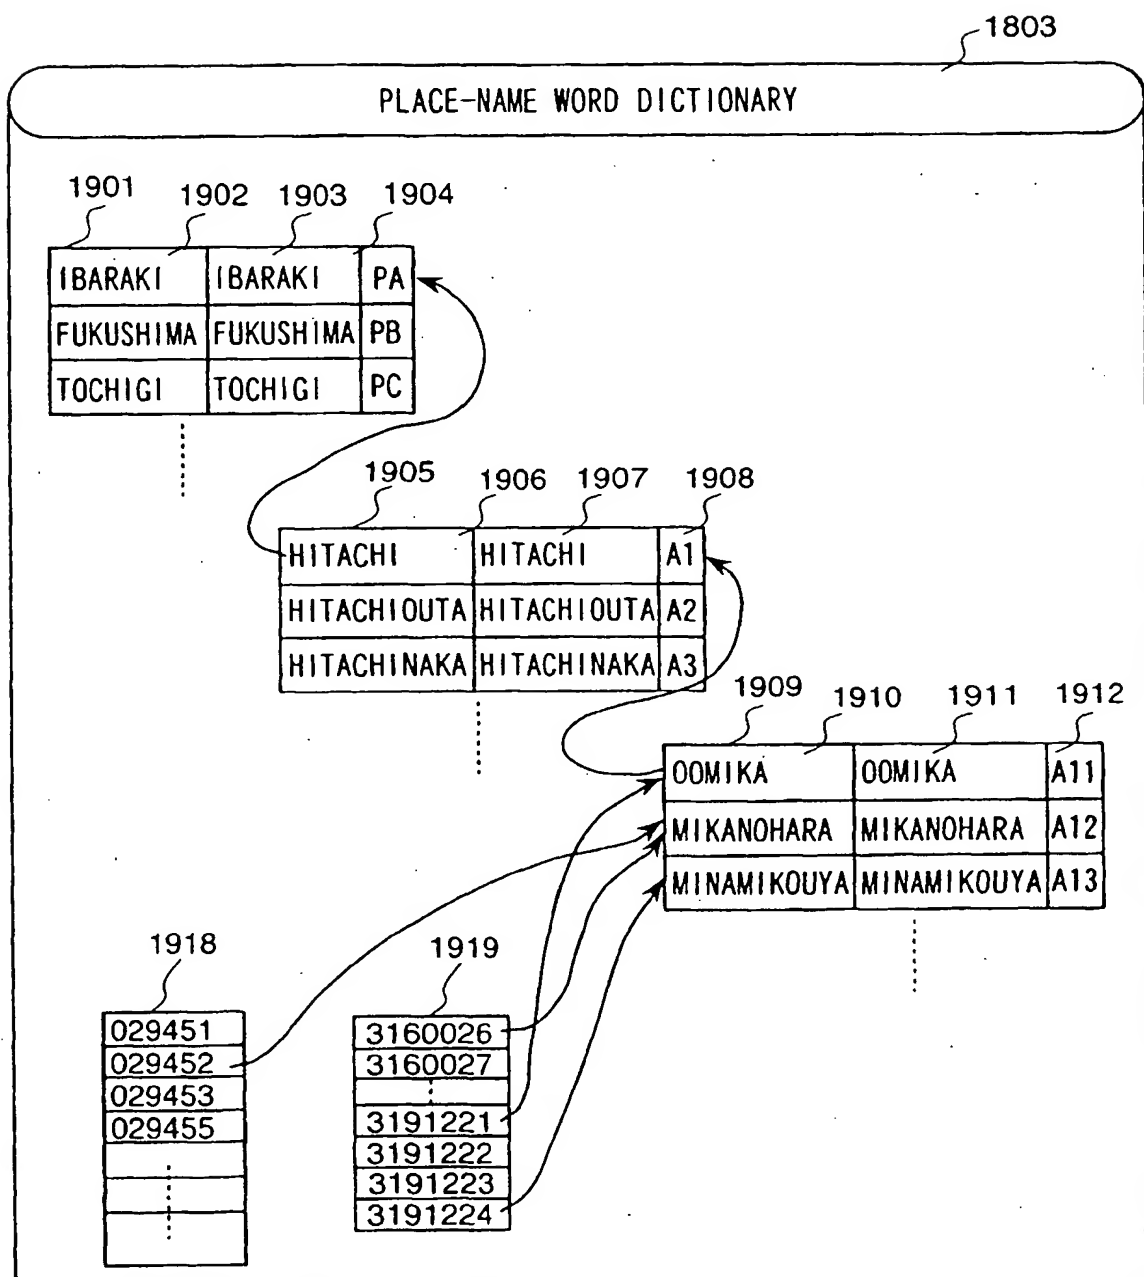 1803
PLACE-NAME WORD DICTIONARY
1901 1902 1903 1904
IBARAKI IBARAKI PA
FUKUSHIMA FUKUSHIMA PB
TOCHIGI TOCHIGI PC
1905 1906 1907 1908
HITACHI HITACHI A1
HITACHIOUTA HITACHIOUTA A2
HITACHINAKA HITACHINAKA A3
1909 1910 1911 1912
OOMIKA OOMIKA A11
MIKANOHARA MIKANOHARA A12
MINAMIKOUYA MINAMIKOUYA A13
1918
029451
029452
029453
029455
1919
3160026
3160027
3191221
3191222
3191223
3191224